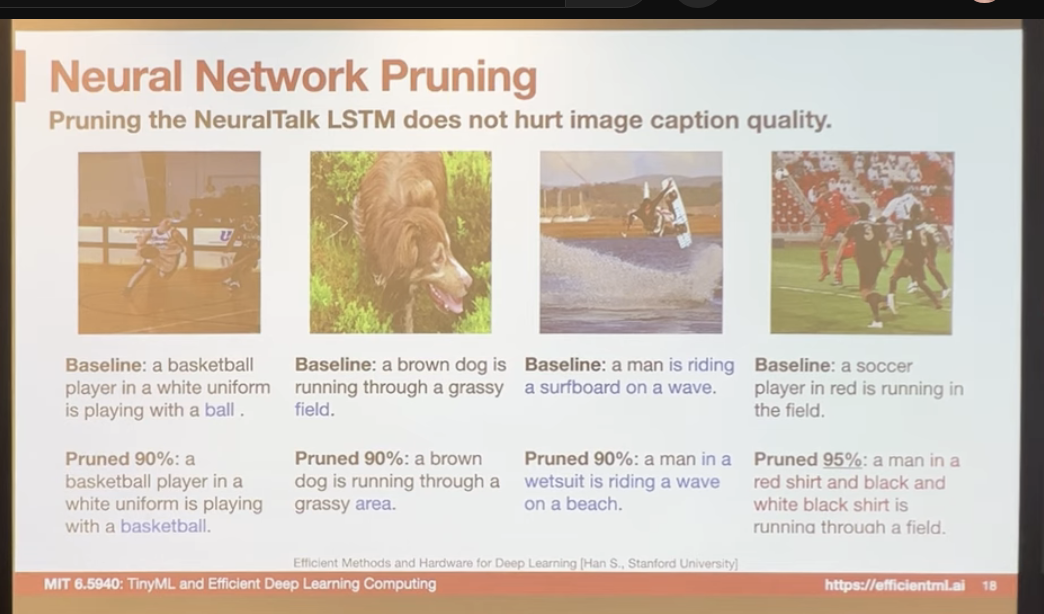 Neural Network Pruning
Pruning the NeuralTalk LSTM does not hurt image caption quality.
Baseline: a basketball
player in a white uniform
is playing with a ball .
Baseline: a brown dog is
running through a grassy
field.
Baseline: a man is riding
a surfboard on a wave.
Baseline: a soccer
player in red is running in
the field.
Pruned 90%: a
basketball player in a
white uniform is playing
with a basketball.
Pruned 90%: a brown
dog is running through a
grassy area.
Pruned 90%: a man in a
wetsuit is riding a wave
on a beach.
Pruned 95%: a man in a
red shirt and black and
white black shirt is
running through a field.
Efficient Methods and Hardware for Deep Learning [Han S., Stanford University]
MIT 6.5940: TinyML and Efficient Deep Learning Computing
https://efficientml.ai
18